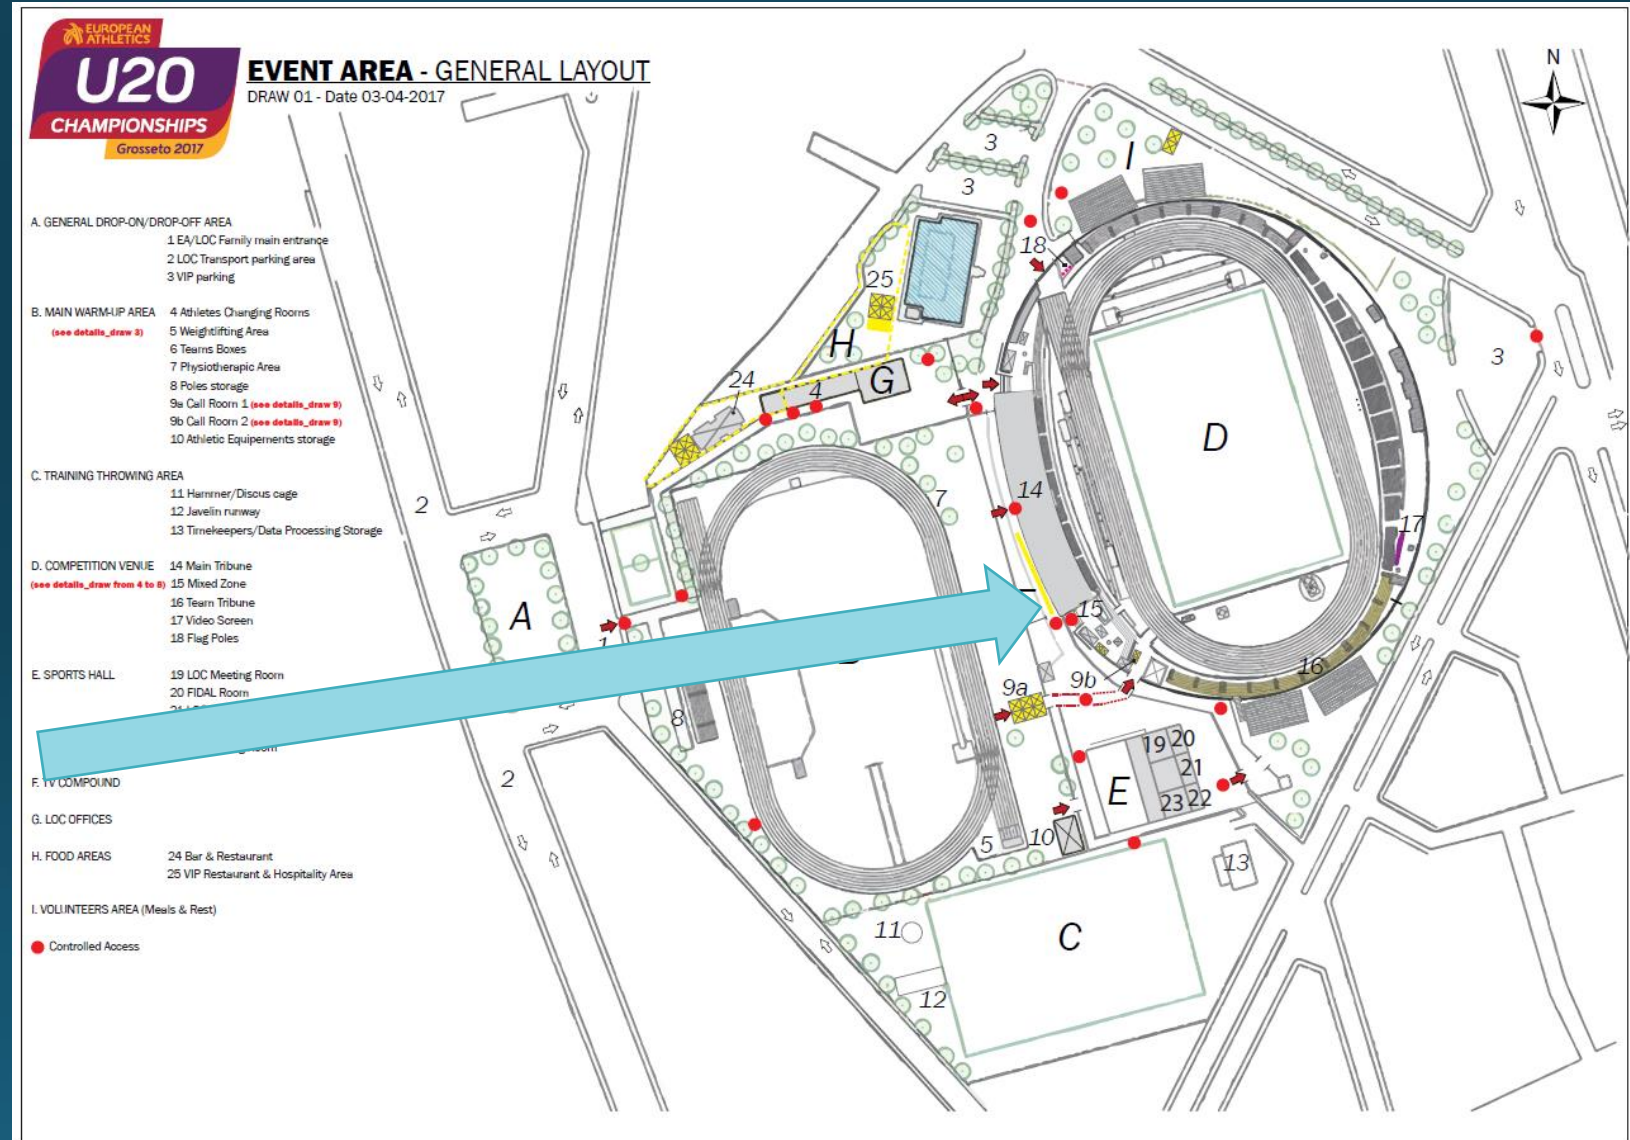 EUROPEAN
ATHLETICS
U20
CHAMPIONSHIPS
Grosseto 2017
EVENT AREA - GENERAL LAYOUT
DRAW 01 - Date 03-04-2017
N
A. GENERAL DROP-ON/DROP-OFF AREA
1 EA/LOC Family main entrance
2 LOC Transport parking area
3 VIP parking
B. MAIN WARM-UP AREA
(see details_draw 3)
4 Athletes Changing Rooms
5 Weightlifting Area
6 Teams Boxes
7 Physiotherapic Area
8 Poles storage
9a Call Room 1 (see details_draw 9)
9b Call Room 2 (see details_draw 9)
10 Athletic Equipements storage
C. TRAINING THROWING AREA
11 Hammer/Discus cage
12 Javelin runway
13 Timekeepers/Data Processing Storage
D. COMPETITION VENUE
(see details_draw from 4 to 8)
14 Main Tribune
15 Mixed Zone
16 Team Tribune
17 Video Screen
18 Flag Poles
E. SPORTS HALL
19 LOC Meeting Room
20 FIDAL Room
F. TV COMPOUND
G. LOC OFFICES
H. FOOD AREAS
24 Bar & Restaurant
25 VIP Restaurant & Hospitality Area
I. VOLUNTEERS AREA (Meals & Rest)
Controlled Access
3
I
3
18
25
H
3
24
4
G
D
2
7
14
17
A
15
1
16
9a
9b
8
19
20
21
2
E
23
22
5
10
13
11
C
12